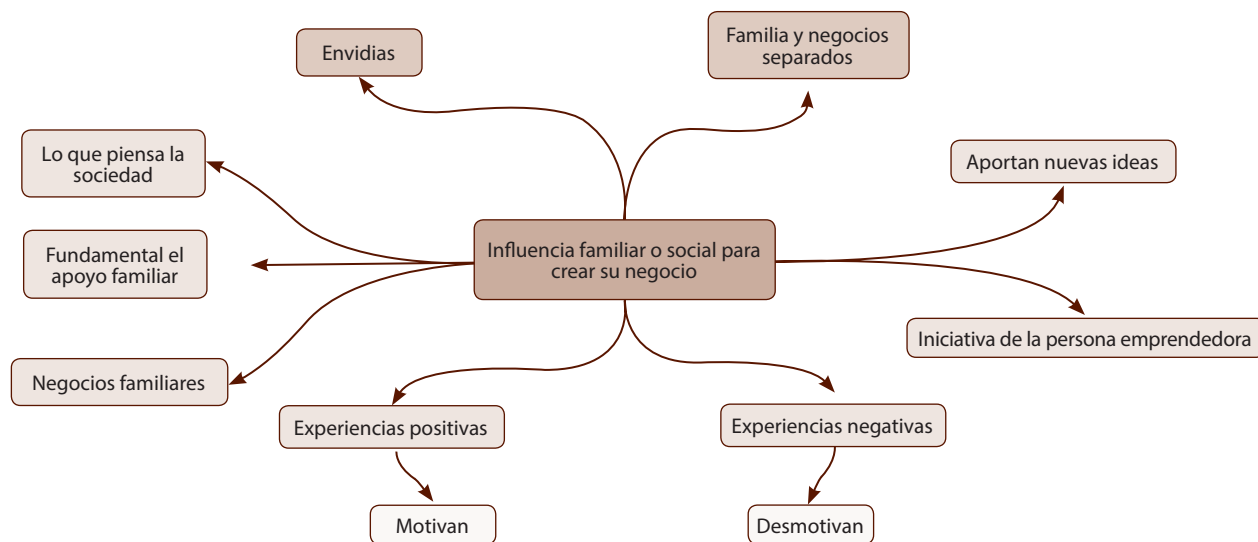 Envidias
Familia y negocios
separados
Lo que piensa la
sociedad
Aportan nuevas ideas
Fundamental el
apoyo familiar
Influencia familiar o social para
crear su negocio
Iniciativa de la persona emprendedora
Negocios familiares
Experiencias positivas
Experiencias negativas
Motivan
Desmotivan